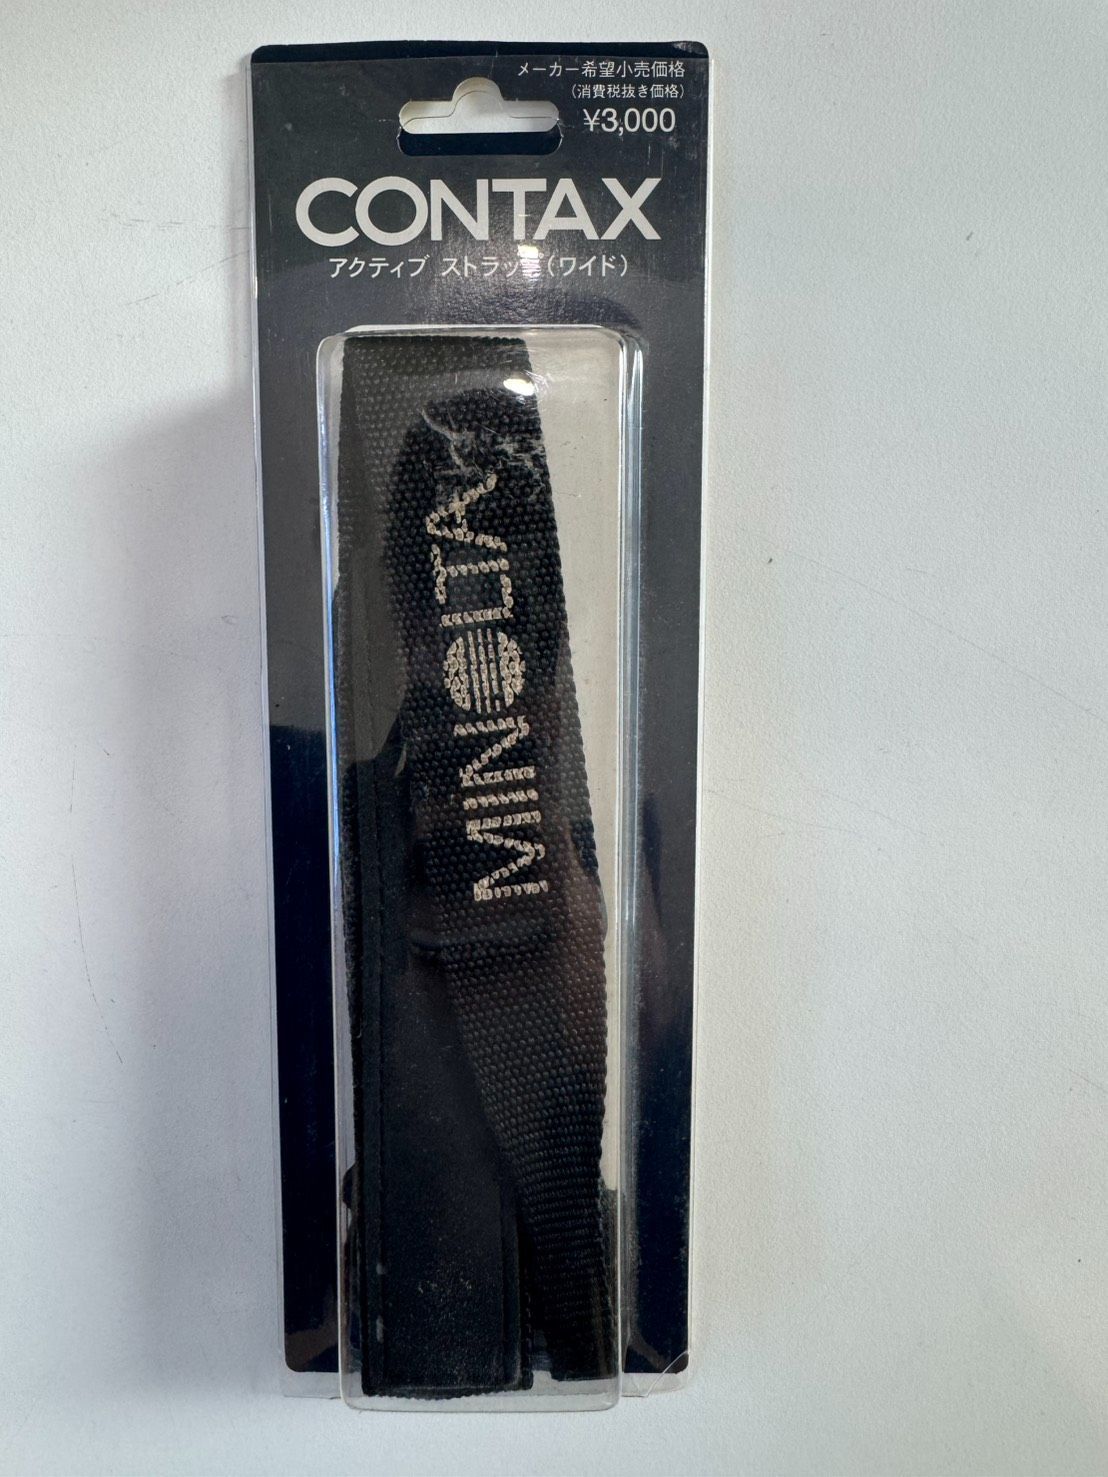 メーカー希望小売価格
(消費税抜き価格)
¥3,000
CONTAX
アクティブ ストラップ(ワイド)
MINOLTA